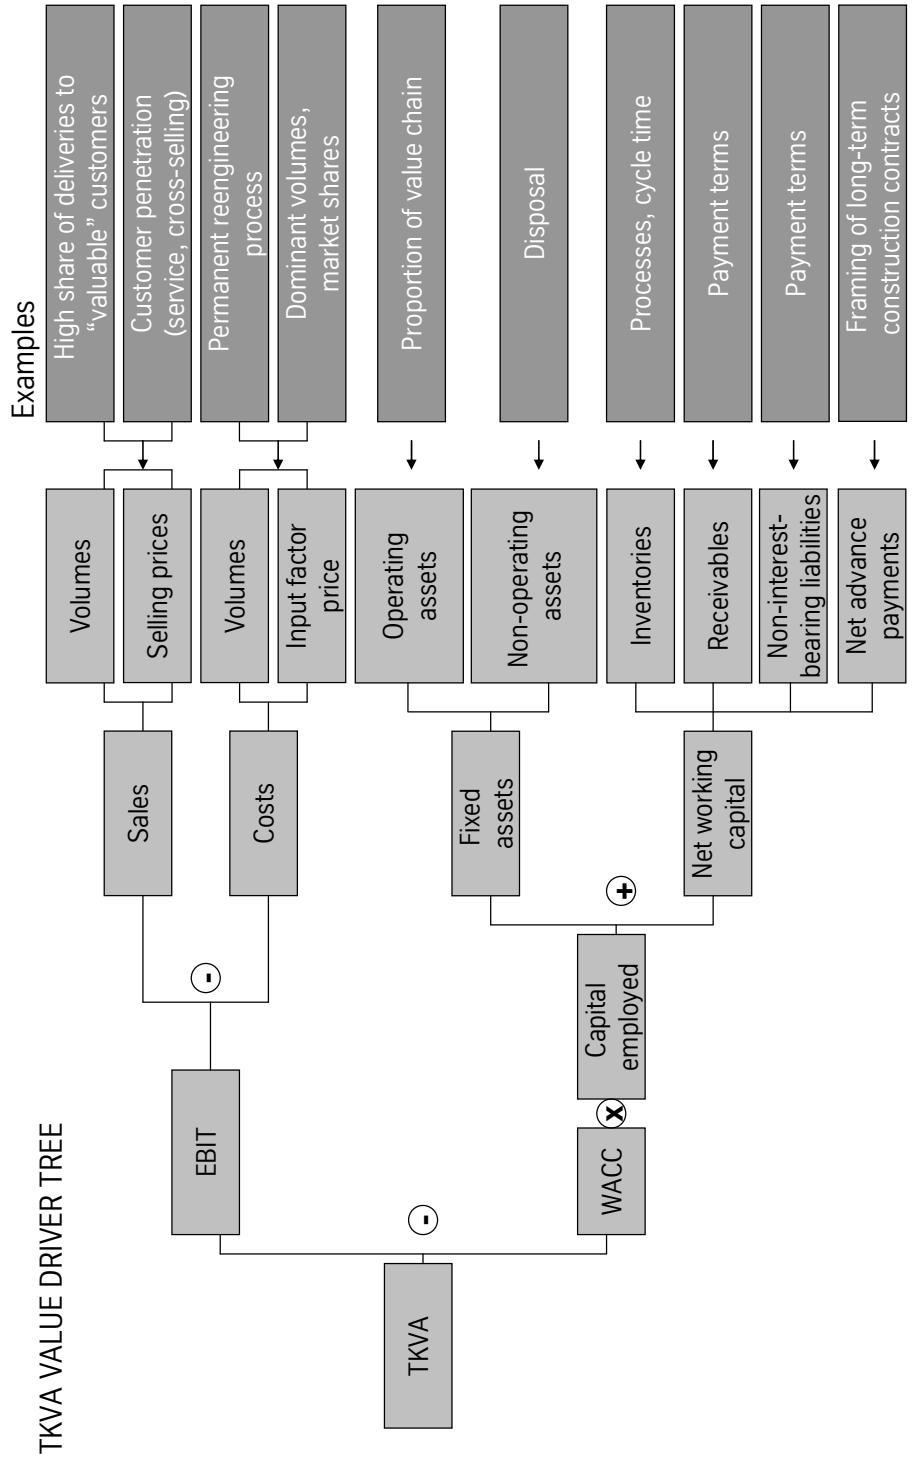 TKVA VALUE DRIVER TREE
Examples
TKVA
-
EBIT
WACC
x
Capital
employed
-
+
Sales
Costs
Fixed
assets
Net working
capital
Volumes
Selling prices
Volumes
Input factor
price
Operating
assets
Non-operating
assets
Inventories
Receivables
Non-interest-
bearing liabilities
Net advance
payments
High share of deliveries to
“valuable” customers
Customer penetration
(service, cross-selling)
Permanent reengineering
process
Dominant volumes,
market shares
Proportion of value chain
Disposal
Processes, cycle time
Payment terms
Payment terms
Framing of long-term
construction contracts